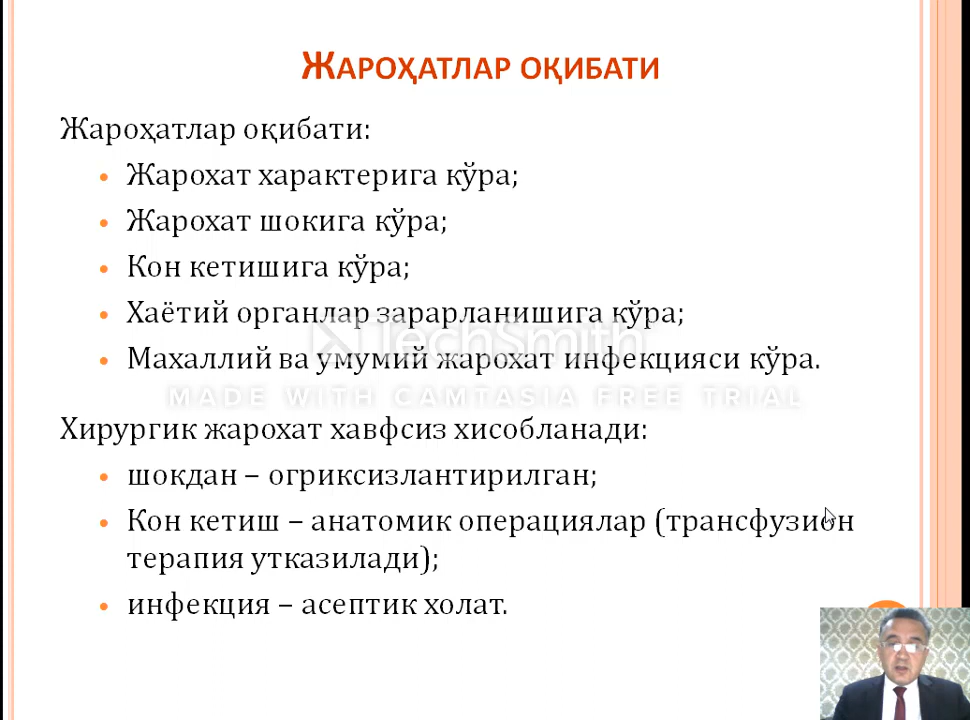 Жароҳатлар оқибати
Жароҳатлар оқибати:
• Жарохат характерига кўра;
• Жарохат шокига кўра;
• Кон кетишига кўра;
• Хаётий органлар зарарланишига кўра;
TechSmith
• Махаллий ва умумий жарохат инфекцияси кўра.
MADE WITH CAMTASIA FREE TRIAL
Хирургик жарохат хавфсиз хисобланади:
• шокдан – огриксизлантирилган;
• Кон кетиш – анатомик операциялар (трансфузион
терапия утказилади);
• инфекция – асептик холат.